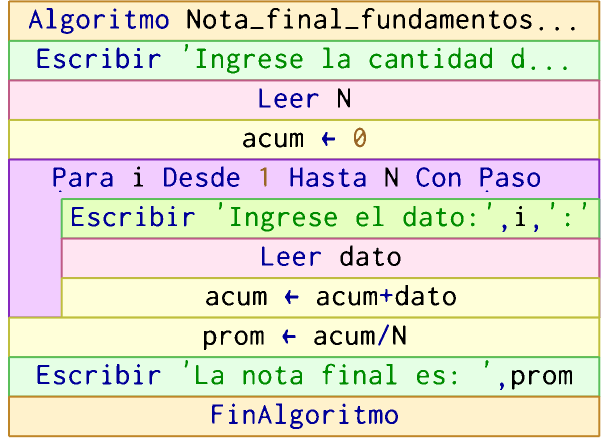 Algoritmo Nota_final_fundamentos...
Escribir 'Ingrese la cantidad d...
Leer N
acum ← 0
Para i Desde 1 Hasta N Con Paso
Escribir 'Ingrese el dato:',i,':'
Leer dato
acum ← acum+dato
prom ← acum/N
Escribir 'La nota final es: ',prom
FinAlgoritmo